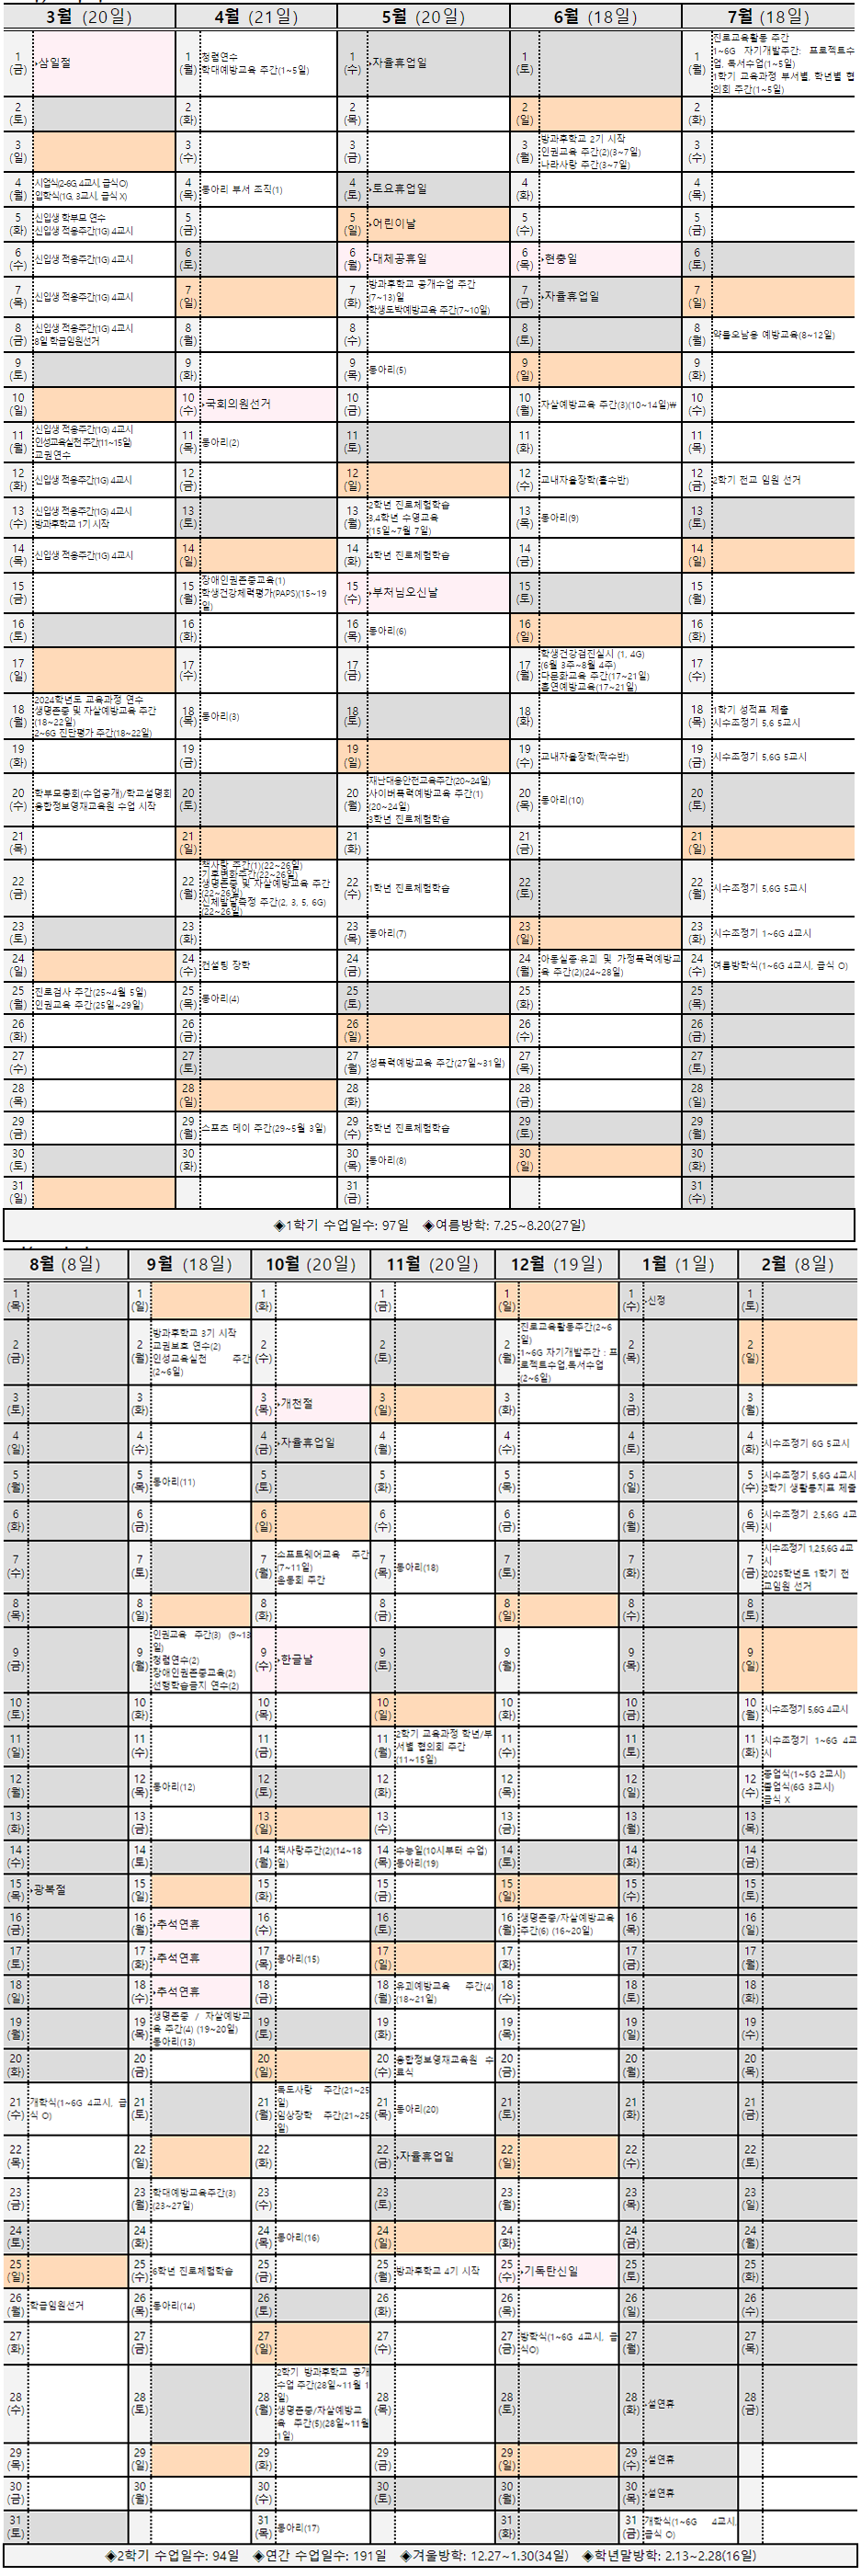 3월 (20일)
1 (금) 삼일절
2 (토)
3 (일)
4 (월) 시업식(2-6G,4교시, 급식O)
입학식(1G, 3교시, 급식 X)
5 (화) 신입생 학부모 연수
신입생 적응주간(1G) 4교시
6 (수) 신입생 적응주간(1G) 4교시
7 (목) 신입생 적응주간(1G) 4교시
8 (금) 신입생 적응주간(1G) 4교시
8일 학급임원선거
9 (토)
10 (일)
11 (월) 신입생 적응주간(1G) 4교시
인성교육실천주간(11~15일)
교권연수
12 (화) 신입생 적응주간(1G) 4교시
13 (수) 신입생 적응주간(1G) 4교시
방과후학교 1기 시작
14 (목) 신입생 적응주간(1G) 4교시
15 (금)
16 (토)
17 (일)
18 (월) 2024학년도 교육과정 연수
생명존중 및 자살예방교육 주간
(18~22일)
2~6G 진단평가 주간(18~22일)
19 (화)
20 (수) 학부모총회(수업공개)/학교설명회
융합정보영재교육원 수업 시작
21 (목)
22 (금)
23 (토)
24 (일)
25 (월) 진로검사 주간(25~4월 5일)
인권교육 주간(25일~29일)
26 (화)
27 (수)
28 (목)
29 (금)
30 (토)
31 (일)
4월 (21일)
1 (월) 청렴연수
학대예방교육 주간(1~5일)
2 (화)
3 (수)
4 (목) 동아리 부서 조직(1)
5 (금)
6 (토)
7 (일)
8 (월)
9 (화)
10 (수) 국회의원선거
11 (목) 동아리(2)
12 (금)
13 (토)
14 (일)
15 (월) 장애인권존중교육(1)
학생건강체력평가(PAPS)(15~19
일)
16 (화)
17 (수)
18 (목) 동아리(3)
19 (금)
20 (토)
21 (일)
22 (월) 책사랑 주간(1)(22~26일)
기후변화주간(22~26일)
생명존중 및 자살예방교육 주간
(22~26일)
신체발달측정 주간(2, 3, 5, 6G)
(22~26일)
23 (화)
24 (수) 컨설팅 장학
25 (목) 동아리(4)
26 (금)
27 (토)
28 (일)
29 (월) 스포츠 데이 주간(29~5월 3일)
30 (화)
5월 (20일)
1 (수) 자율휴업일
2 (목)
3 (금)
4 (토) 토요휴업일
5 (일) 어린이날
6 (월) 대체공휴일
7 (화) 방과후학교 공개수업 주간
(7~13)일
학생도박예방교육 주간(7~10일)
8 (수)
9 (목) 동아리(5)
10 (금)
11 (토)
12 (일)
13 (월) 2학년 진로체험학습
3,4학년 수영교육
(15일~7월 7일)
14 (화) 4학년 진로체험학습
15 (수) 부처님오신날
16 (목) 동아리(6)
17 (금)
18 (토)
19 (일)
20 (월) 재난대응안전교육주간(20~24일)
사이버폭력예방교육 주간(1)
(20~24일)
3학년 진로체험학습
21 (화)
22 (수) 1학년 진로체험학습
23 (목) 동아리(7)
24 (금)
25 (토)
26 (일)
27 (월) 성폭력예방교육 주간(27일~31일)
28 (화)
29 (수) 5학년 진로체험학습
30 (목) 동아리(8)
31 (금)
6월 (18일)
1 (토)
2 (일)
3 (월) 방과후학교 2기 시작
인권교육 주간(2)(3~7일)
나라사랑 주간(3~7일)
4 (화)
5 (수)
6 (목) 현충일
7 (금) 자율휴업일
8 (토)
9 (일)
10 (월) 자살예방교육 주간(3)(10~14일)₩
11 (화)
12 (수) 교내자율장학(홀수반)
13 (목) 동아리(9)
14 (금)
15 (토)
16 (일)
17 (월) 학생건강검진실시 (1, 4G)
(6월 3주~8월 4주)
다문화교육 주간(17~21일)
흡연예방교육(17~21일)
18 (화)
19 (수) 교내자율장학(짝수반)
20 (목) 동아리(10)
21 (금)
22 (토)
23 (일)
24 (월) 아동실종·유괴 및 가정폭력예방교
육 주간(2)(24~28일)
25 (화)
26 (수)
27 (목)
28 (금)
29 (토)
30 (일)
7월 (18일)
1 (월) 진로교육활동 주간
1~6G 자기개발주간: 프로젝트수
업, 독서수업(1~5일)
1학기 교육과정 부서별, 학년별 협
의회 주간(1~5일)
2 (화)
3 (수)
4 (목)
5 (금)
6 (토)
7 (일)
8 (월) 약물오남용 예방교육(8~12일)
9 (화)
10 (수)
11 (목)
12 (금) 2학기 전교 임원 선거
13 (토)
14 (일)
15 (월)
16 (화)
17 (수)
18 (목) 1학기 성적표 제출
시수조정기 5,6 5교시
19 (금) 시수조정기 5,6G 5교시
20 (토)
21 (일)
22 (월) 시수조정기 5,6G 5교시
23 (화) 시수조정기 1~6G 4교시
24 (수) 여름방학식(1~6G 4교시, 급식 O)
25 (목)
26 (금)
27 (토)
28 (일)
29 (월)
30 (화)
31 (수)
◈1학기 수업일수: 97일 ◈여름방학: 7.25~8.20(27일)
8월 (8일)
1 (목)
2 (금)
3 (토)
4 (일)
5 (월)
6 (화)
7 (수)
8 (목)
9 (금)
10 (토)
11 (일)
12 (월)
13 (화)
14 (수)
15 (목) 광복절
16 (금)
17 (토)
18 (일)
19 (월)
20 (화)
21 (수) 개학식(1~6G 4교시, 급
식 O)
22 (목)
23 (금)
24 (토)
25 (일)
26 (월) 학급임원선거
27 (화)
28 (수)
29 (목)
30 (금)
31 (토)
9월 (18일)
1 (일)
2 (월) 방과후학교 3기 시작
교권보호 연수(2)
인성교육실천 주간
(2~6일)
3 (화)
4 (수)
5 (목) 동아리(11)
6 (금)
7 (토)
8 (일)
9 (월) 인권교육 주간(3) (9~13
일)
청렴연수(2)
장애인권존중교육(2)
선행학습금지 연수(2)
10 (화)
11 (수)
12 (목) 동아리(12)
13 (금)
14 (토)
15 (일)
16 (월) 추석연휴
17 (화) 추석연휴
18 (수) 추석연휴
19 (목) 생명존중 / 자살예방교
육 주간(4) (19~20일)
동아리(13)
20 (금)
21 (토)
22 (일)
23 (월) 학대예방교육주간(3)
(23~27일)
24 (화)
25 (수) 6학년 진로체험학습
26 (목) 동아리(14)
27 (금)
28 (토)
29 (일)
30 (월)
10월 (20일)
1 (화)
2 (수)
3 (목) 개천절
4 (금) 자율휴업일
5 (토)
6 (일)
7 (월) 소프트웨어교육 주간
(7~11일)
운동회 주간
8 (화)
9 (수) 한글날
10 (목)
11 (금)
12 (토)
13 (일)
14 (월) 책사랑주간(2)(14~18
일)
15 (화)
16 (수)
17 (목) 동아리(15)
18 (금)
19 (토)
20 (일)
21 (월) 독도사랑 주간(21~25
일)
임상장학 주간(21~25
일)
22 (화)
23 (수)
24 (목) 동아리(16)
25 (금)
26 (토)
27 (일)
28 (월) 2학기 방과후학교 공개
수업 주간(28일~11월 1
일)
생명존중/자살예방교
육 주간(5)(28일~11월
1일)
29 (화)
30 (수)
31 (목) 동아리(17)
11월 (20일)
1 (금)
2 (토)
3 (일)
4 (월)
5 (화)
6 (수)
7 (목) 동아리(18)
8 (금)
9 (토)
10 (일)
11 (월) 2학기 교육과정 학년/부
서별 협의회 주간
(11~15일)
12 (화)
13 (수)
14 (목) 수능일(10시부터 수업)
동아리(19)
15 (금)
16 (토)
17 (일)
18 (월) 유괴예방교육 주간(4)
(18~21일)
19 (화)
20 (수) 융합정보영재교육원 수
료식
21 (목) 동아리(20)
22 (금) 자율휴업일
23 (토)
24 (일)
25 (월) 방과후학교 4기 시작
26 (화)
27 (수)
28 (목)
29 (금)
30 (토)
12월 (19일)
1 (일)
2 (월) 진로교육활동주간(2~6
일)
1~6G 자기개발주간 : 프
로젝트수업,독서수업
(2~6일)
3 (화)
4 (수)
5 (목)
6 (금)
7 (토)
8 (일)
9 (월)
10 (화)
11 (수)
12 (목)
13 (금)
14 (토)
15 (일)
16 (월) 생명존중/자살예방교육
주간(6) (16~20일)
17 (화)
18 (수)
19 (목)
20 (금)
21 (토)
22 (일)
23 (월)
24 (화)
25 (수) 기독탄신일
26 (목)
27 (금) 방학식(1~6G 4교시, 급
식O)
28 (토)
29 (일)
30 (월)
31 (화)
1월 (1일)
1 (수) 신정
2 (목)
3 (금)
4 (토)
5 (일)
6 (월)
7 (화)
8 (수)
9 (목)
10 (금)
11 (토)
12 (일)
13 (월)
14 (화)
15 (수)
16 (목)
17 (금)
18 (토)
19 (일)
20 (월)
21 (화)
22 (수)
23 (목)
24 (금)
25 (토)
26 (일)
27 (월)
28 (화) 설연휴
29 (수) 설연휴
30 (목) 설연휴
31 (금) 개학식(1~6G 4교시,
급식 O)
2월 (8일)
1 (토)
2 (일)
3 (월)
4 (화) 시수조정기 6G 5교시
5 (수) 시수조정기 5,6G 4교시
2학기 생활통지표 제출
6 (목) 시수조정기 2,5,6G 4교
시
7 (금) 시수조정기 1,2,5,6G 4교
시
2025학년도 1학기 전
교임원 선거
8 (토)
9 (일)
10 (월) 시수조정기 5,6G 4교시
11 (화) 시수조정기 1~6G 4교
시
12 (수) 종업식(1~5G 2교시)
졸업식(6G 3교시)
급식 X
13 (목)
14 (금)
15 (토)
16 (일)
17 (월)
18 (화)
19 (수)
20 (목)
21 (금)
22 (토)
23 (일)
24 (월)
25 (화)
26 (수)
27 (목)
28 (금)
◈2학기 수업일수: 94일 ◈연간 수업일수: 191일 ◈겨울방학: 12.27~1.30(34일) ◈학년말방학: 2.13~2.28(16일)